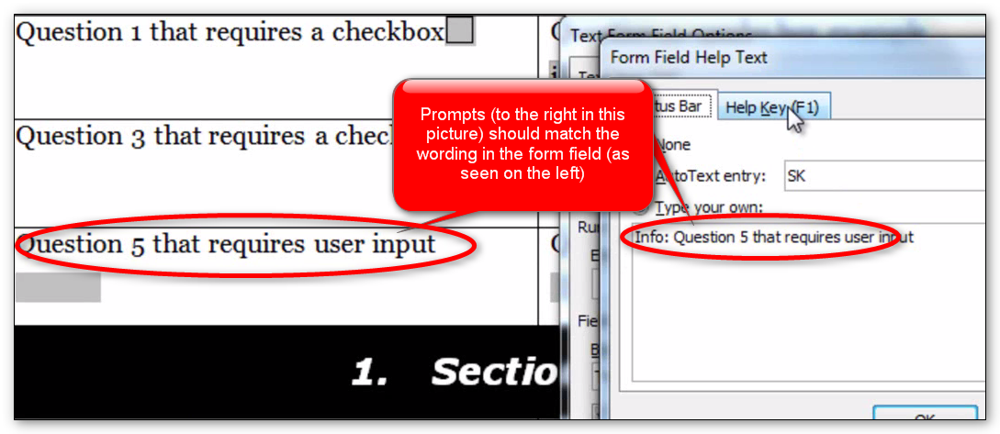 Question 1 that requires a checkbox
Question 3 that requires a
Question 5 that requires user input
1. Sectio
Prompts (to the right in this
picture) should match the
wording in the form field (as
seen on the left)
Text Form Field Options
Form Field Help Text
tus Bar
Help Key (F1)
None
AutoText entry:
SK
Type your own:
Info: Question 5 that requires user input
Ru
E
Fie
B
OK